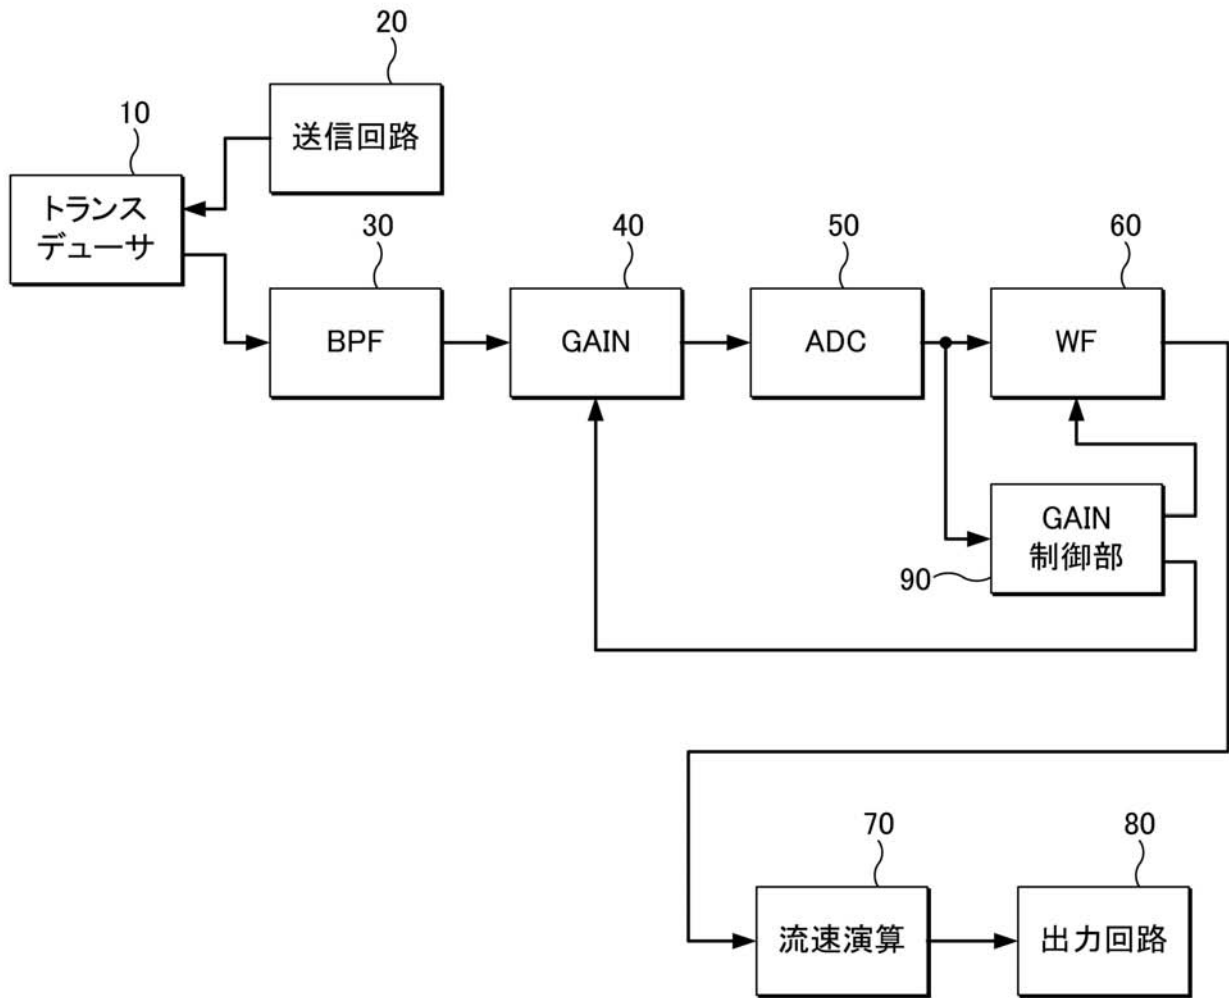 20
送信回路
10
トランス
デューサ
30
BPF
40
GAIN
50
ADC
60
WF
GAIN
制御部
90
70
流速演算
80
出力回路